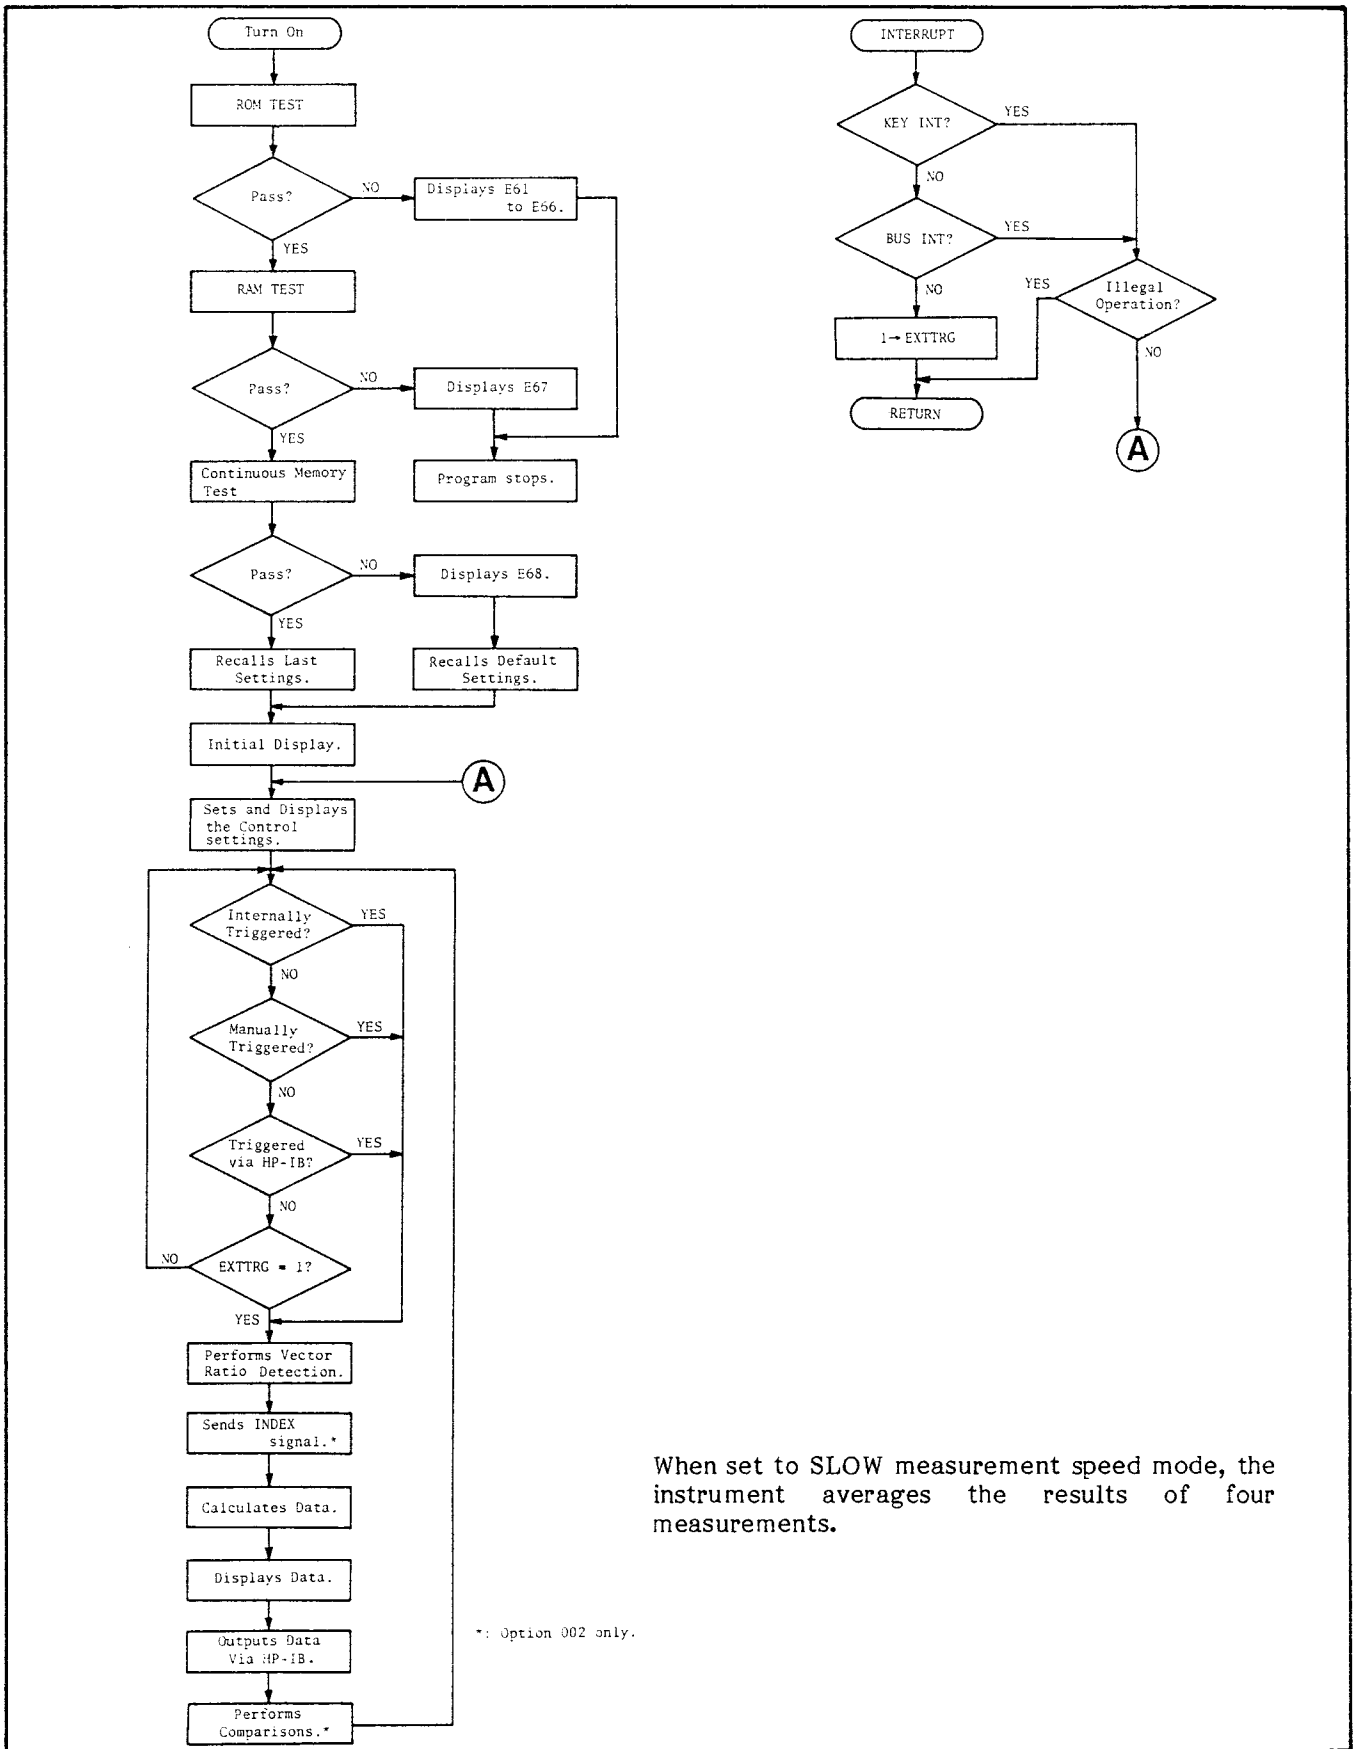 Turn On
ROM TEST
Pass?
NO
Displays E61
to E66.
YES
RAM TEST
Pass?
NO
Displays E67
YES
Continuous Memory
Test
Program stops.
Pass?
NO
Displays E68.
YES
Recalls Last
Settings.
Recalls Default
Settings.
Initial Display.
A
Sets and Displays
the Control
settings.
Internally
Triggered?
YES
NO
Manually
Triggered?
YES
NO
Triggered
via HP-IB?
YES
NO
EXTTRG = 1?
NO
YES
Performs Vector
Ratio Detection.
Sends INDEX
signal.*
Calculates Data.
Displays Data.
Outputs Data
Via HP-IB.
Performs
Comparisons.*
*: Option 002 only.
INTERRUPT
KEY INT?
YES
NO
BUS INT?
YES
NO
Illegal
Operation?
YES
NO
1→EXTTRG
RETURN
A
When set to SLOW measurement speed mode, the
instrument averages the results of four
measurements.